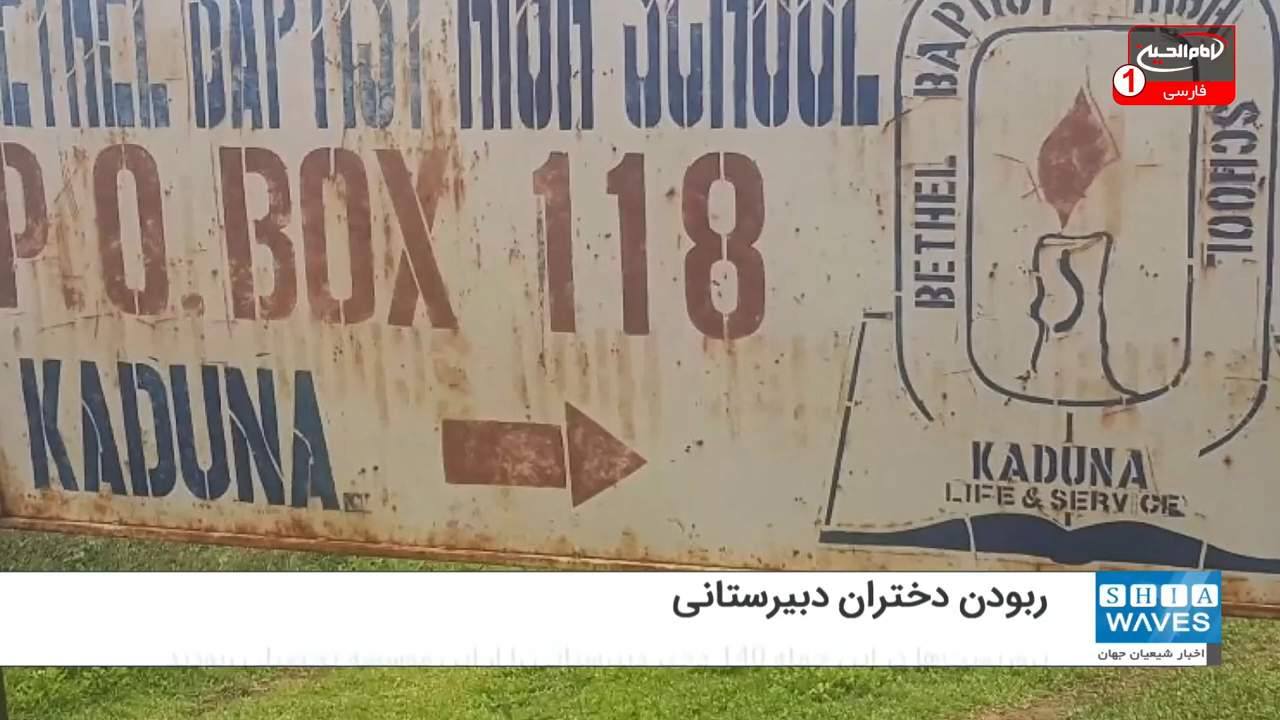 BETHEL BAPTIST HIGH SCHOOL
P.O. BOX 118
KADUNA
BETHEL BAPTIST HIGH SCHOOL
KADUNA
LIFE & SERVICE
امام الحسین
1
فارسی
ربودن دختران دبیرستانی
SHIA
WAVES
اخبار شیعیان جهان